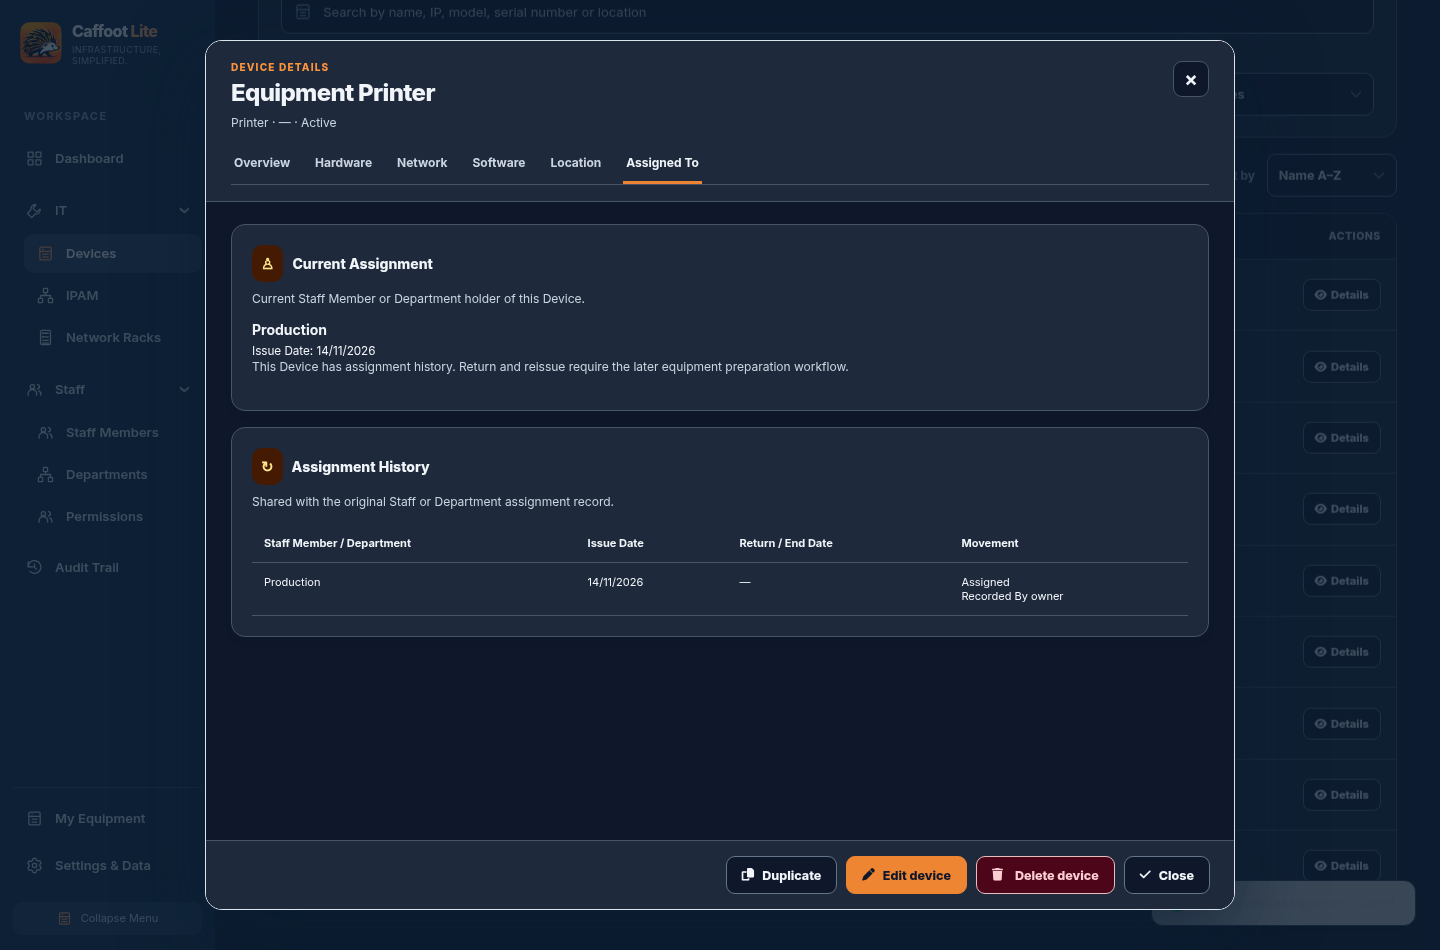 Caffoot Lite
INFRASTRUCTURE,
SIMPLIFIED.
WORKSPACE
Dashboard
IT
Devices
IPAM
Network Racks
Staff
Staff Members
Departments
Permissions
Audit Trail
My Equipment
Settings & Data
Collapse Menu
Search by name, IP, model, serial number or location
by
Name A–Z
ACTIONS
Details
Details
Details
Details
Details
Details
Details
Details
Details
DEVICE DETAILS
Equipment Printer
Printer · — · Active
Overview Hardware Network Software Location Assigned To
Current Assignment
Current Staff Member or Department holder of this Device.
Production
Issue Date: 14/11/2026
This Device has assignment history. Return and reissue require the later equipment preparation workflow.
Assignment History
Shared with the original Staff or Department assignment record.
Staff Member / Department Issue Date Return / End Date Movement
Production 14/11/2026 — Assigned
Recorded By owner
Duplicate Edit device Delete device Close